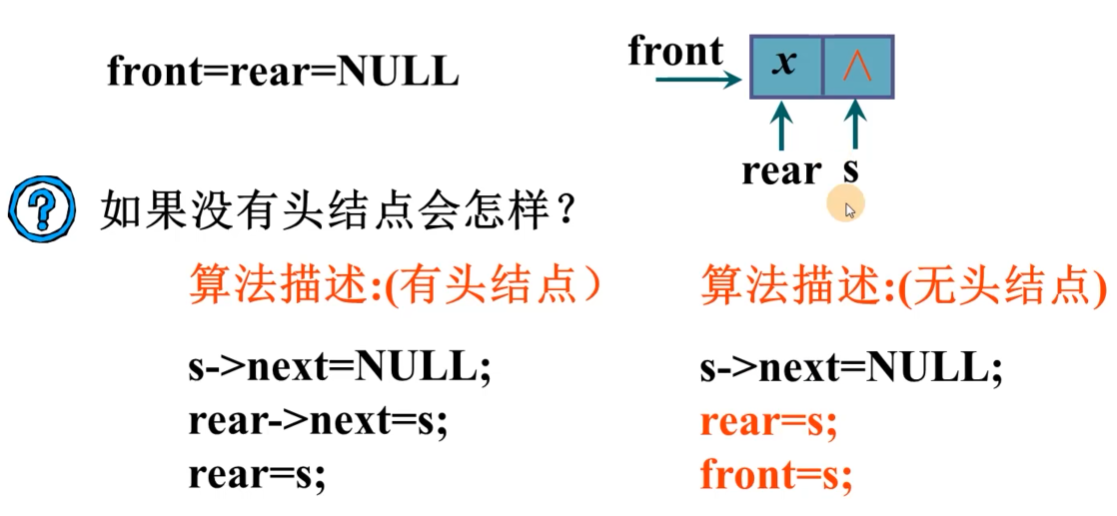 front=rear=NULL
front
x ∧
rear s
?
如果没有头结点会怎样?
算法描述:(有头结点）
s->next=NULL;
rear->next=s;
rear=s;
算法描述:(无头结点)
s->next=NULL;
rear=s;
front=s;